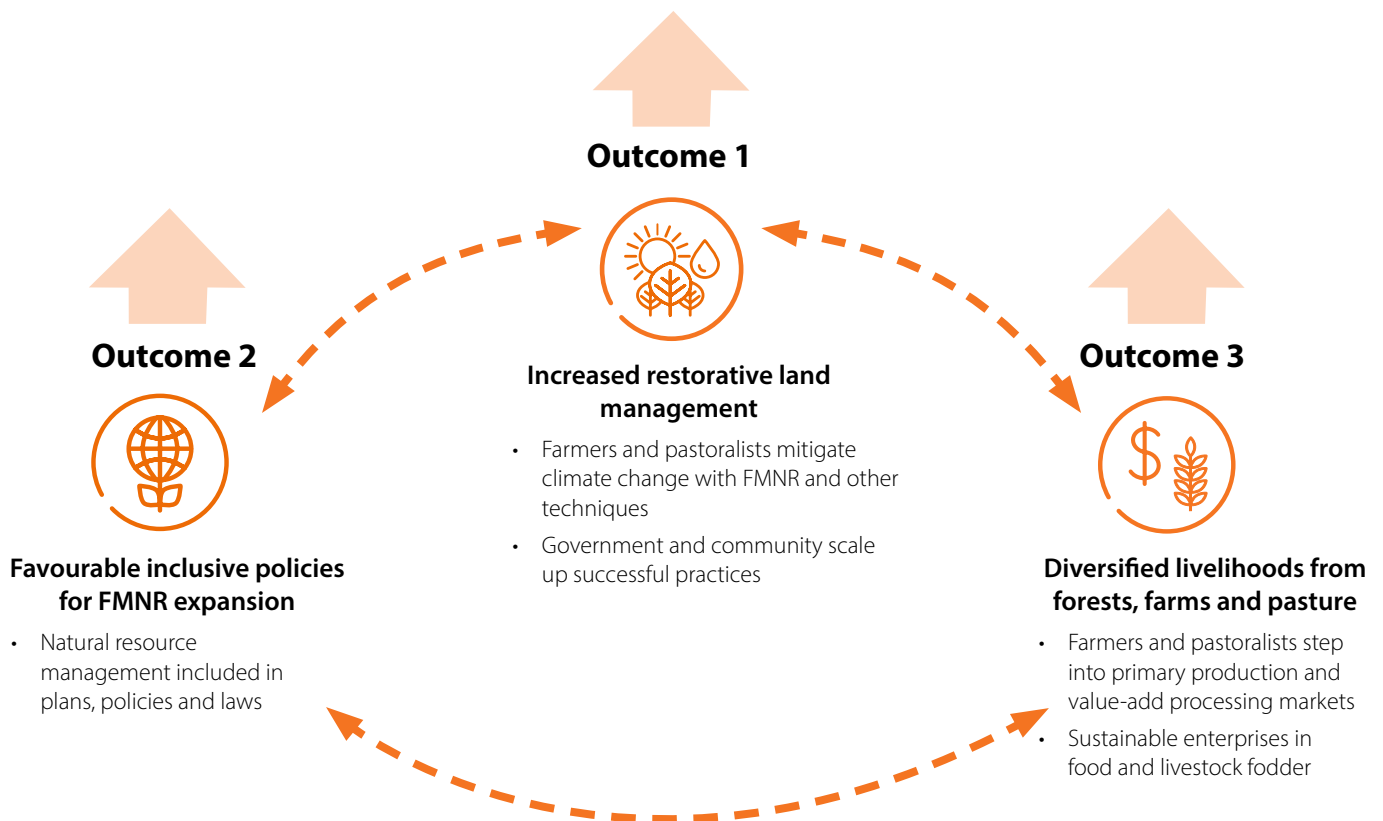 Outcome 1
Increased restorative land
management
• Farmers and pastoralists mitigate
climate change with FMNR and other
techniques
• Government and community scale
up successful practices
Outcome 2
Favourable inclusive policies
for FMNR expansion
• Natural resource
management included in
plans, policies and laws
Outcome 3
Diversified livelihoods from
forests, farms and pasture
• Farmers and pastoralists step
into primary production and
value-add processing markets
• Sustainable enterprises in
food and livestock fodder